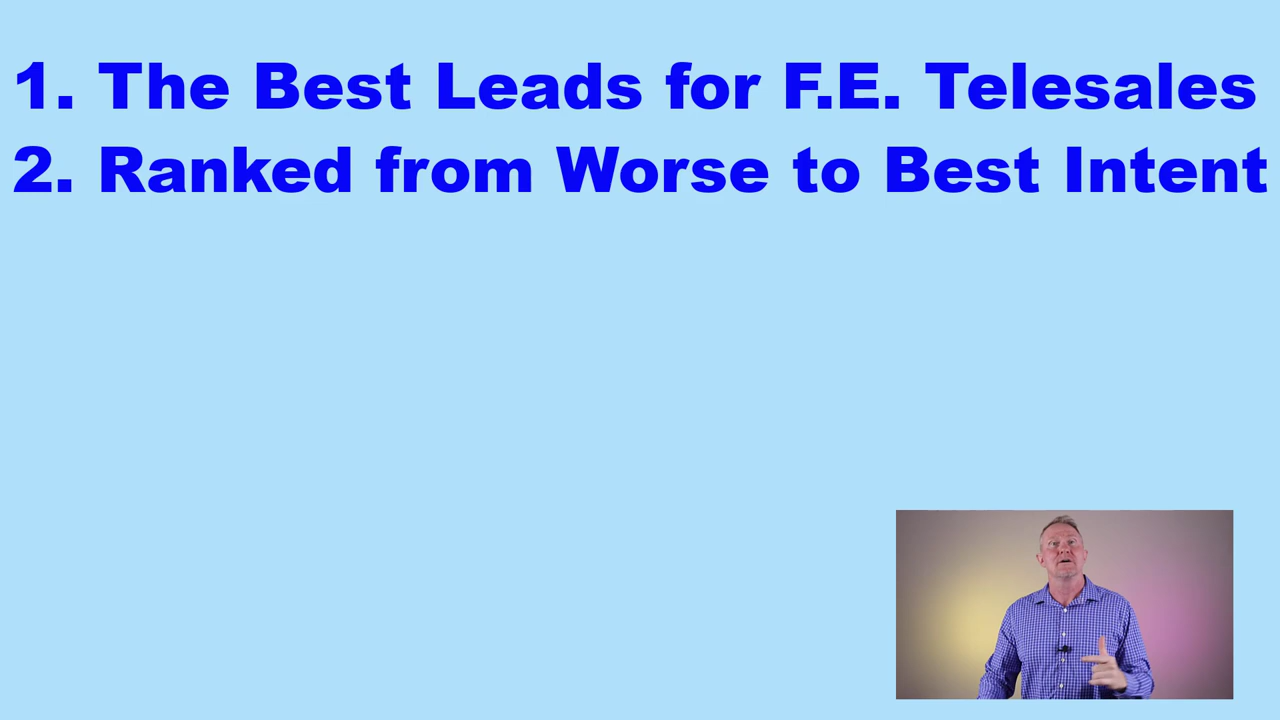 1. The Best Leads for F.E. Telesales
2. Ranked from Worse to Best Intent